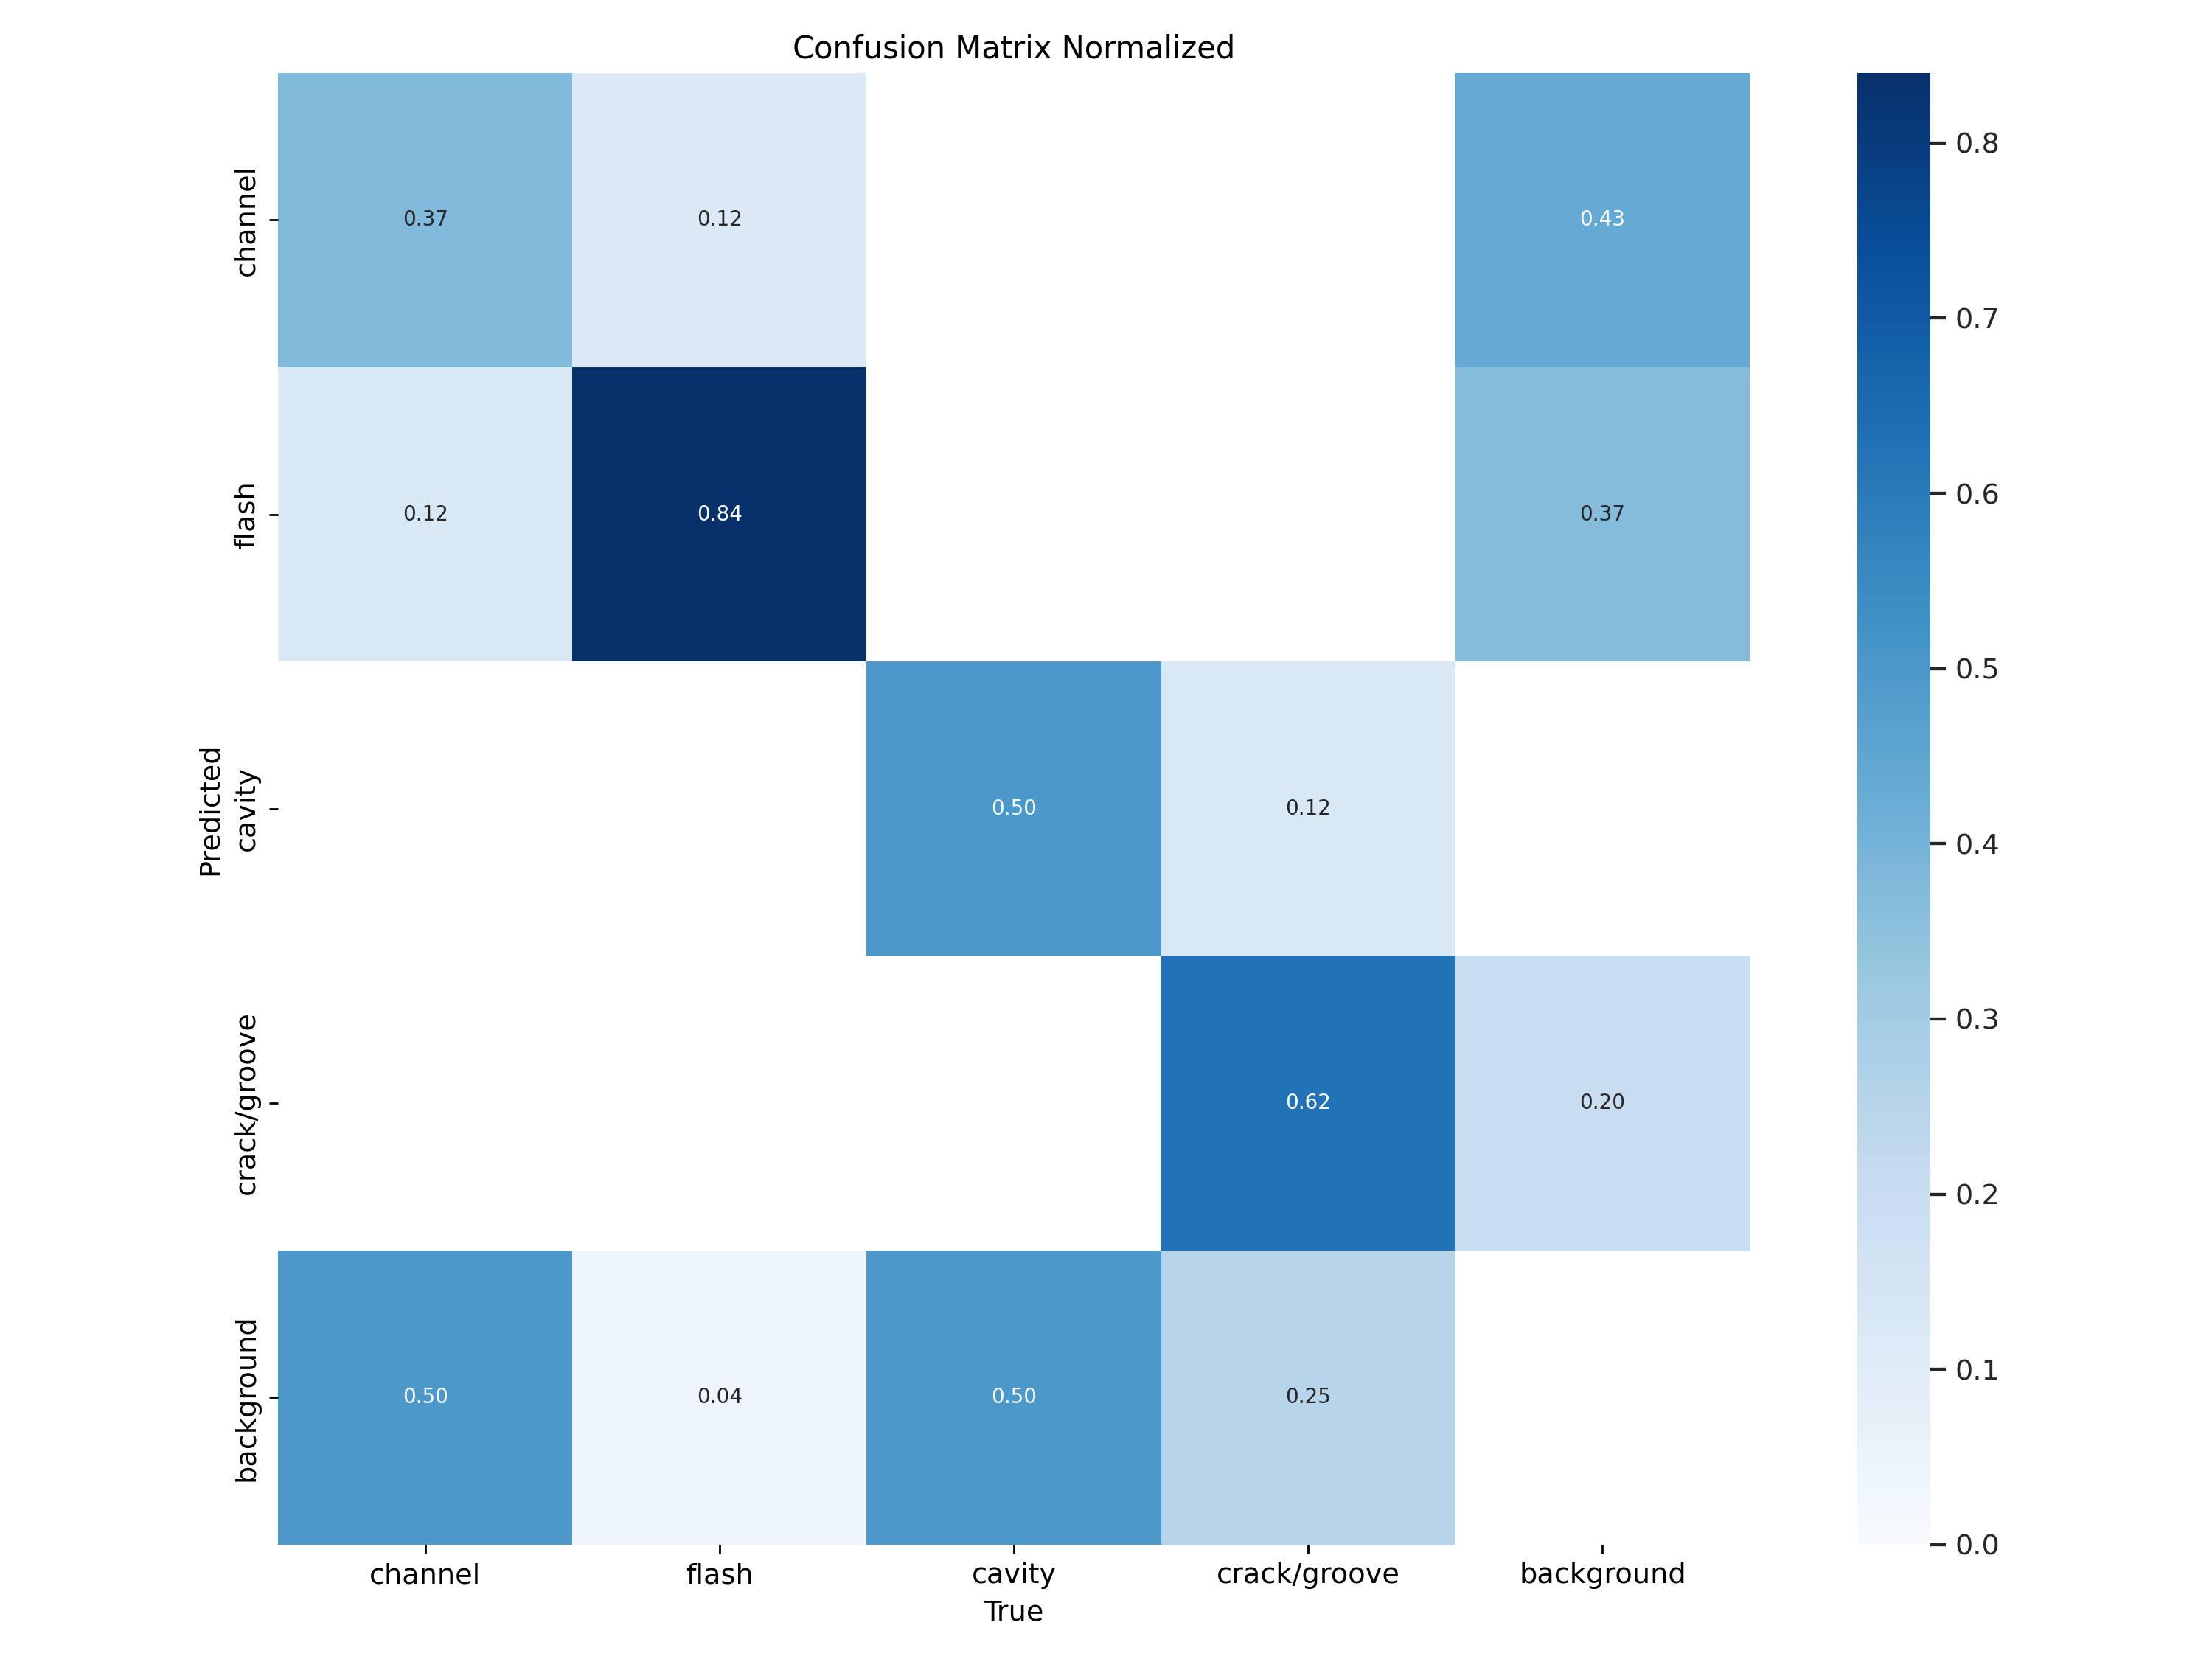 Confusion Matrix Normalized
channel
0.37
0.12
0.43
flash
0.12
0.84
0.37
Predicted
cavity
0.50
0.12
crack/groove
0.62
0.20
background
0.50
0.04
0.50
0.25
channel
flash
cavity
crack/groove
background
True
0.8
0.7
0.6
0.5
0.4
0.3
0.2
0.1
0.0